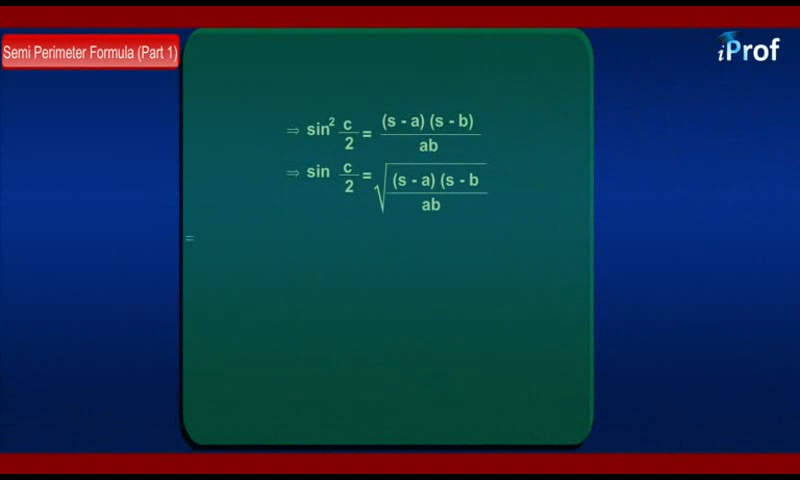 Semi Perimeter Formula (Part 1)
iProf
⇒ sin² c/2 = (s - a) (s - b)/ab
⇒ sin c/2 = √(s - a) (s - b/ab
=